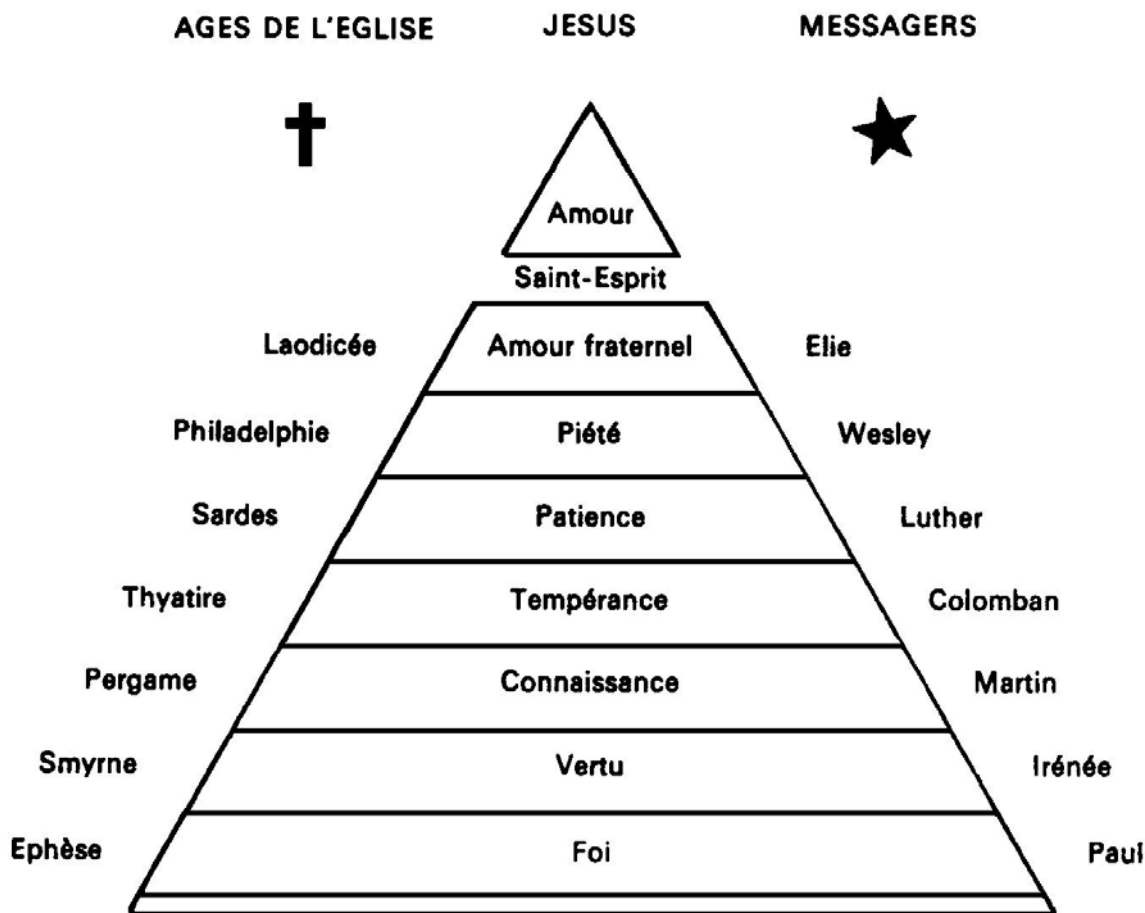 AGES DE L'EGLISE JESUS MESSAGERS
Amour
Saint-Esprit
Laodicée Amour fraternel Elie
Philadelphie Piété Wesley
Sardes Patience Luther
Thyatire Tempérance Colomban
Pergame Connaissance Martin
Smyrne Vertu Irénée
Ephèse Foi Paul